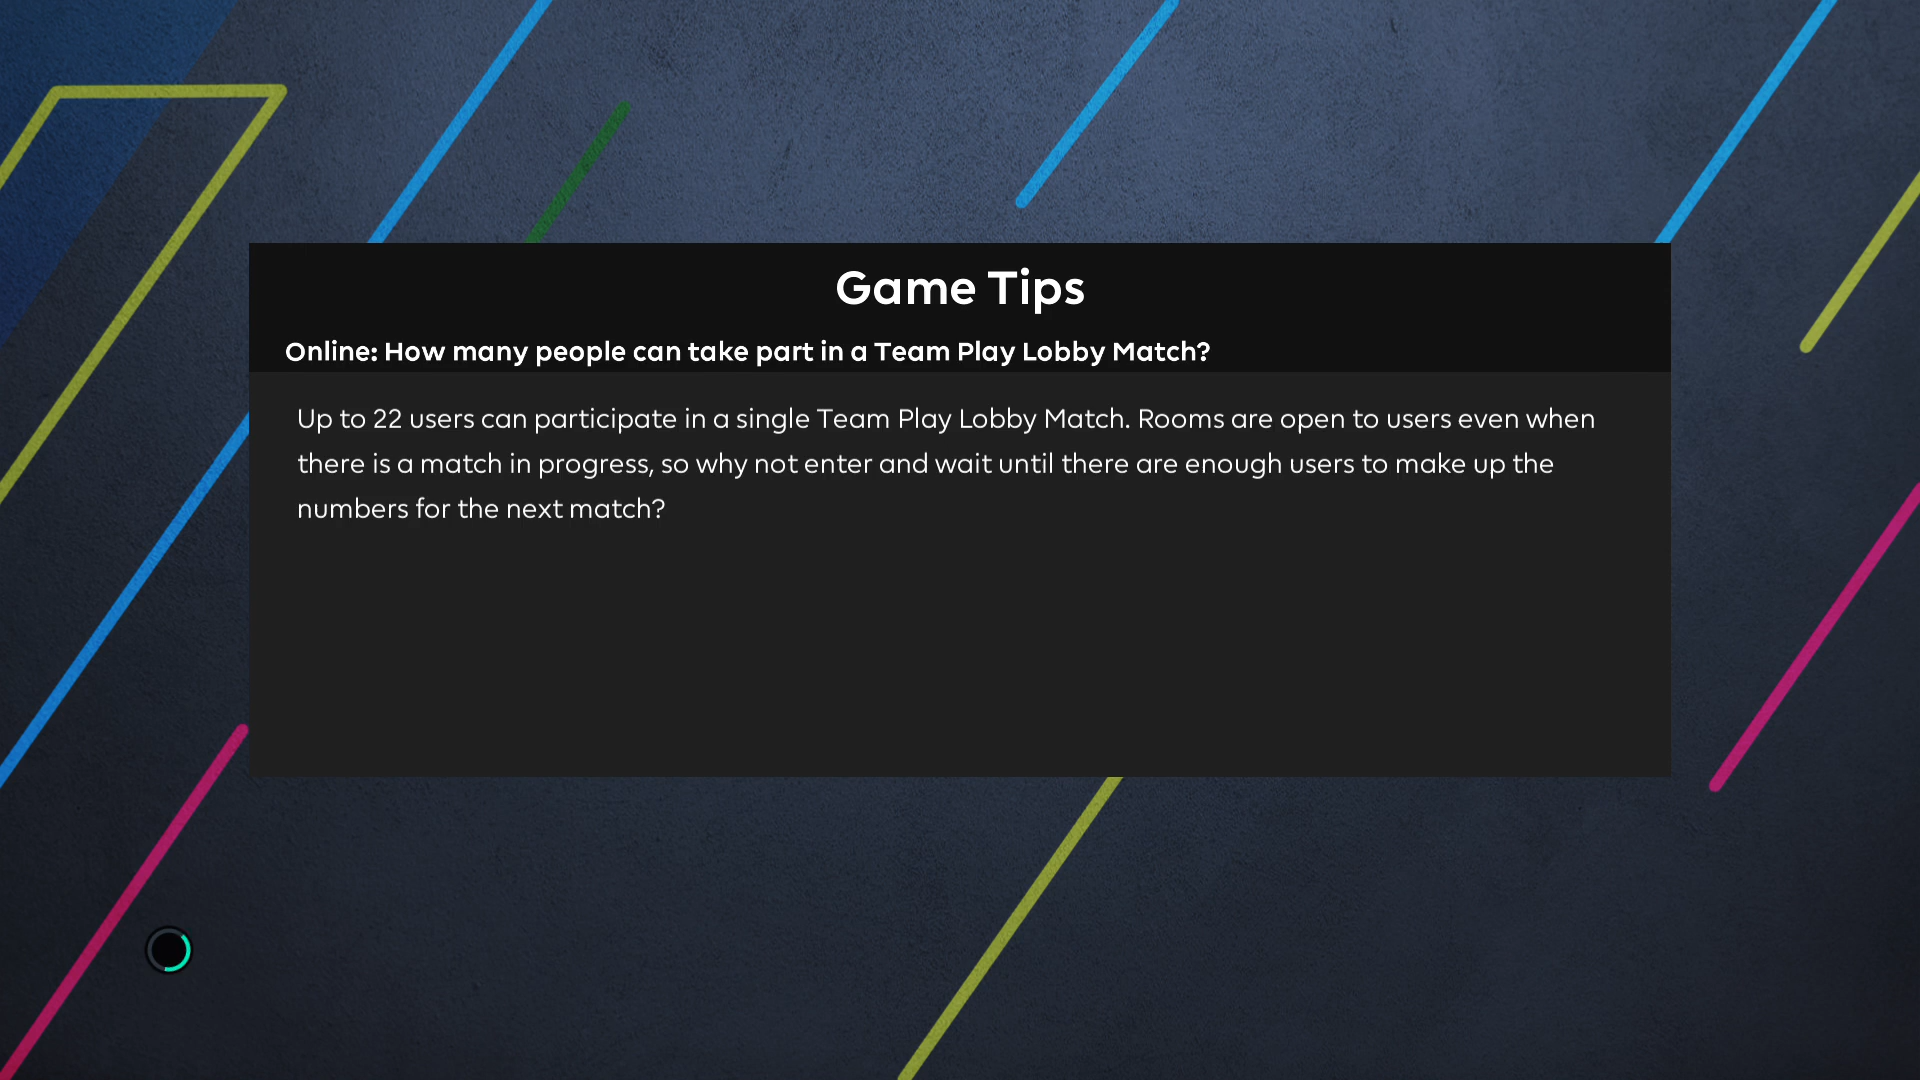 Game Tips
Online: How many people can take part in a Team Play Lobby Match?
Up to 22 users can participate in a single Team Play Lobby Match. Rooms are open to users even when
there is a match in progress, so why not enter and wait until there are enough users to make up the
numbers for the next match?